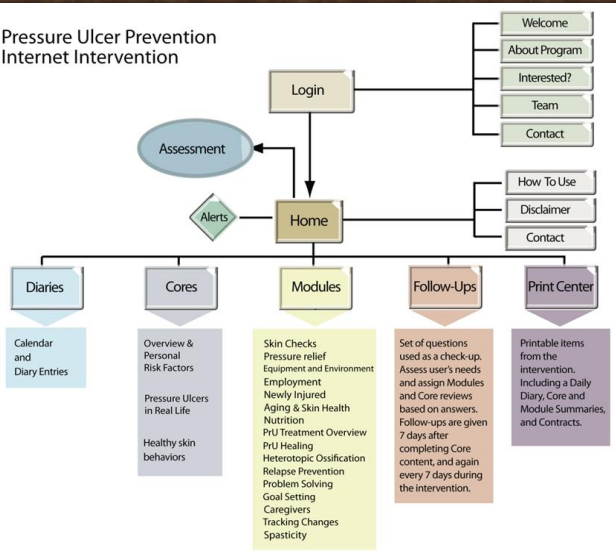 Pressure Ulcer Prevention
Internet Intervention
Welcome
About Program
Interested?
Team
Contact
Login
Assessment
How To Use
Disclaimer
Contact
Alerts
Home
Diaries
Cores
Modules
Follow-Ups
Print Center
Calendar
and
Diary Entries
Overview &
Personal
Risk Factors
Pressure Ulcers
in Real Life
Healthy skin
behaviors
Skin Checks
Pressure relief
Equipment and Environment
Employment
Newly Injured
Aging & Skin Health
Nutrition
PrU Treatment Overview
PrU Healing
Heterotopic Ossification
Relapse Prevention
Problem Solving
Goal Setting
Caregivers
Tracking Changes
Spasticity
Set of questions
used as a check-up.
Assess user's needs
and assign Modules
and Core reviews
based on answers.
Follow-ups are given
7 days after
completing Core
content, and again
every 7 days during
the intervention.
Printable items
from the
intervention.
Including a Daily
Diary, Core and
Module Summaries,
and Contracts.